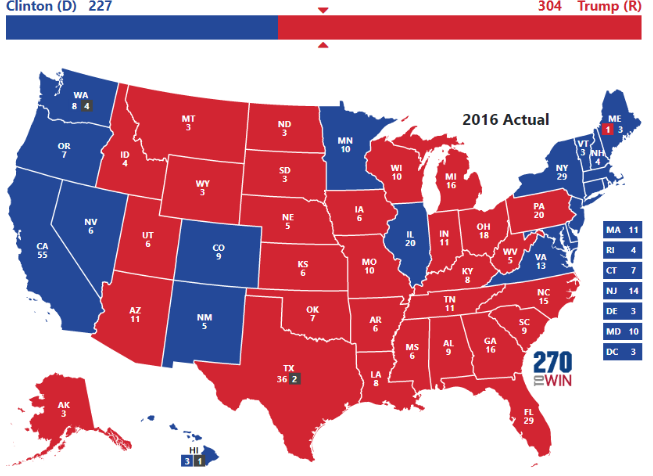 Clinton (D) 227
304 Trump (R)
2016 Actual
WA
8 4
OR
7
CA
55
NV
6
ID
4
MT
3
WY
3
UT
6
AZ
11
CO
9
NM
5
ND
3
SD
3
NE
5
KS
6
OK
7
TX
36 2
MN
10
IA
6
MO
10
AR
6
LA
8
WI
10
IL
20
MI
16
IN
11
OH
18
KY
8
TN
11
MS
6
AL
9
GA
16
FL
29
SC
9
NC
15
VA
13
WV
5
PA
20
NY
29
VT
3
NH
4
ME
1 3
MA 11
RI 4
CT 7
NJ 14
DE 3
MD 10
DC 3
AK
3
HI
3 1
270
TO WIN